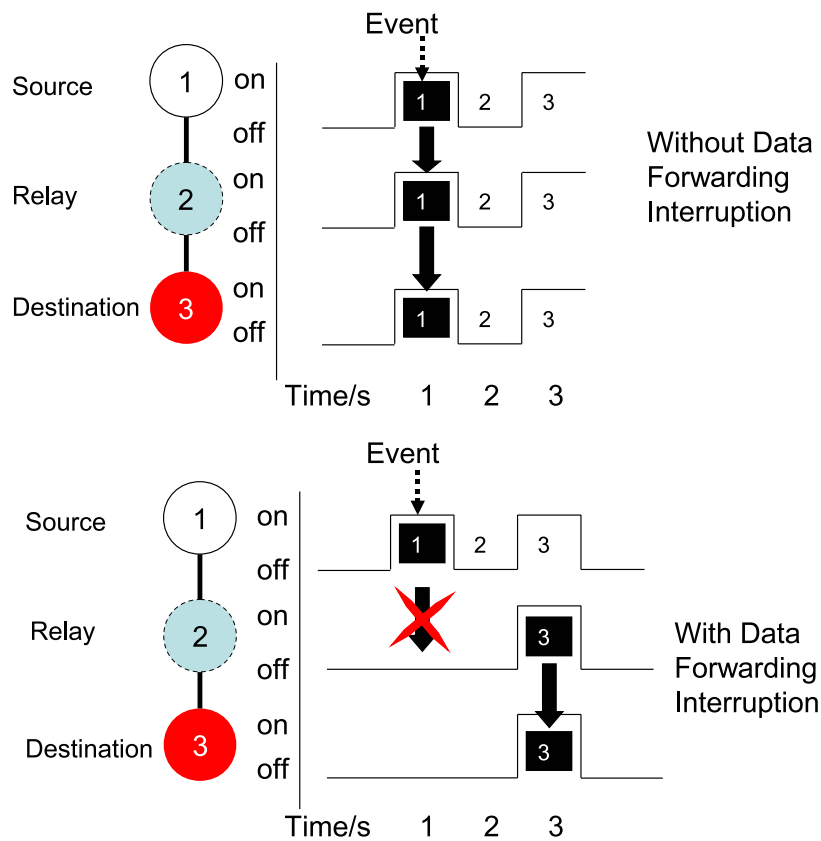 Event
Source 1 on 1 2 3
off
Without Data
Forwarding
Interruption
Relay 2 on 1 2 3
off
Destination 3 on 1 2 3
off
Time/s 1 2 3
Event
Source 1 on 1 2 3
off
Relay 2 on 3
off
With Data
Forwarding
Interruption
Destination 3 on 3
off
Time/s 1 2 3